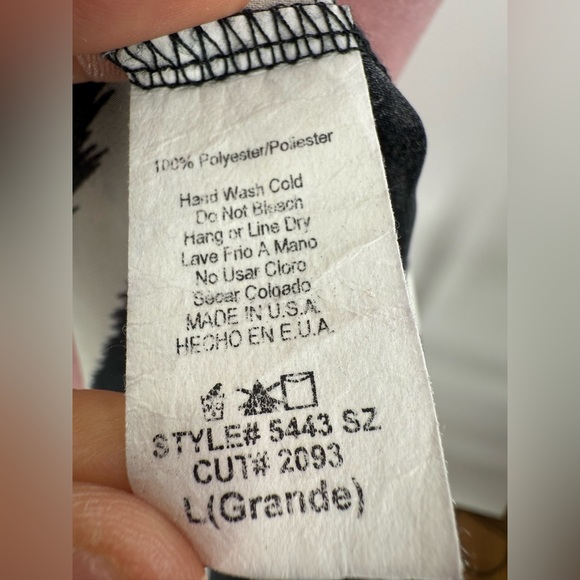 100% Polyester/Poliester
Hand Wash Cold
Do Not Bleach
Hang or Line Dry
Lave Frio A Mano
No Usar Cloro
Secar Colgado
MADE IN U.S.A.
HECHO EN E.U.A.
STYLE# 5443 SZ
CUT# 2093
L(Grande)